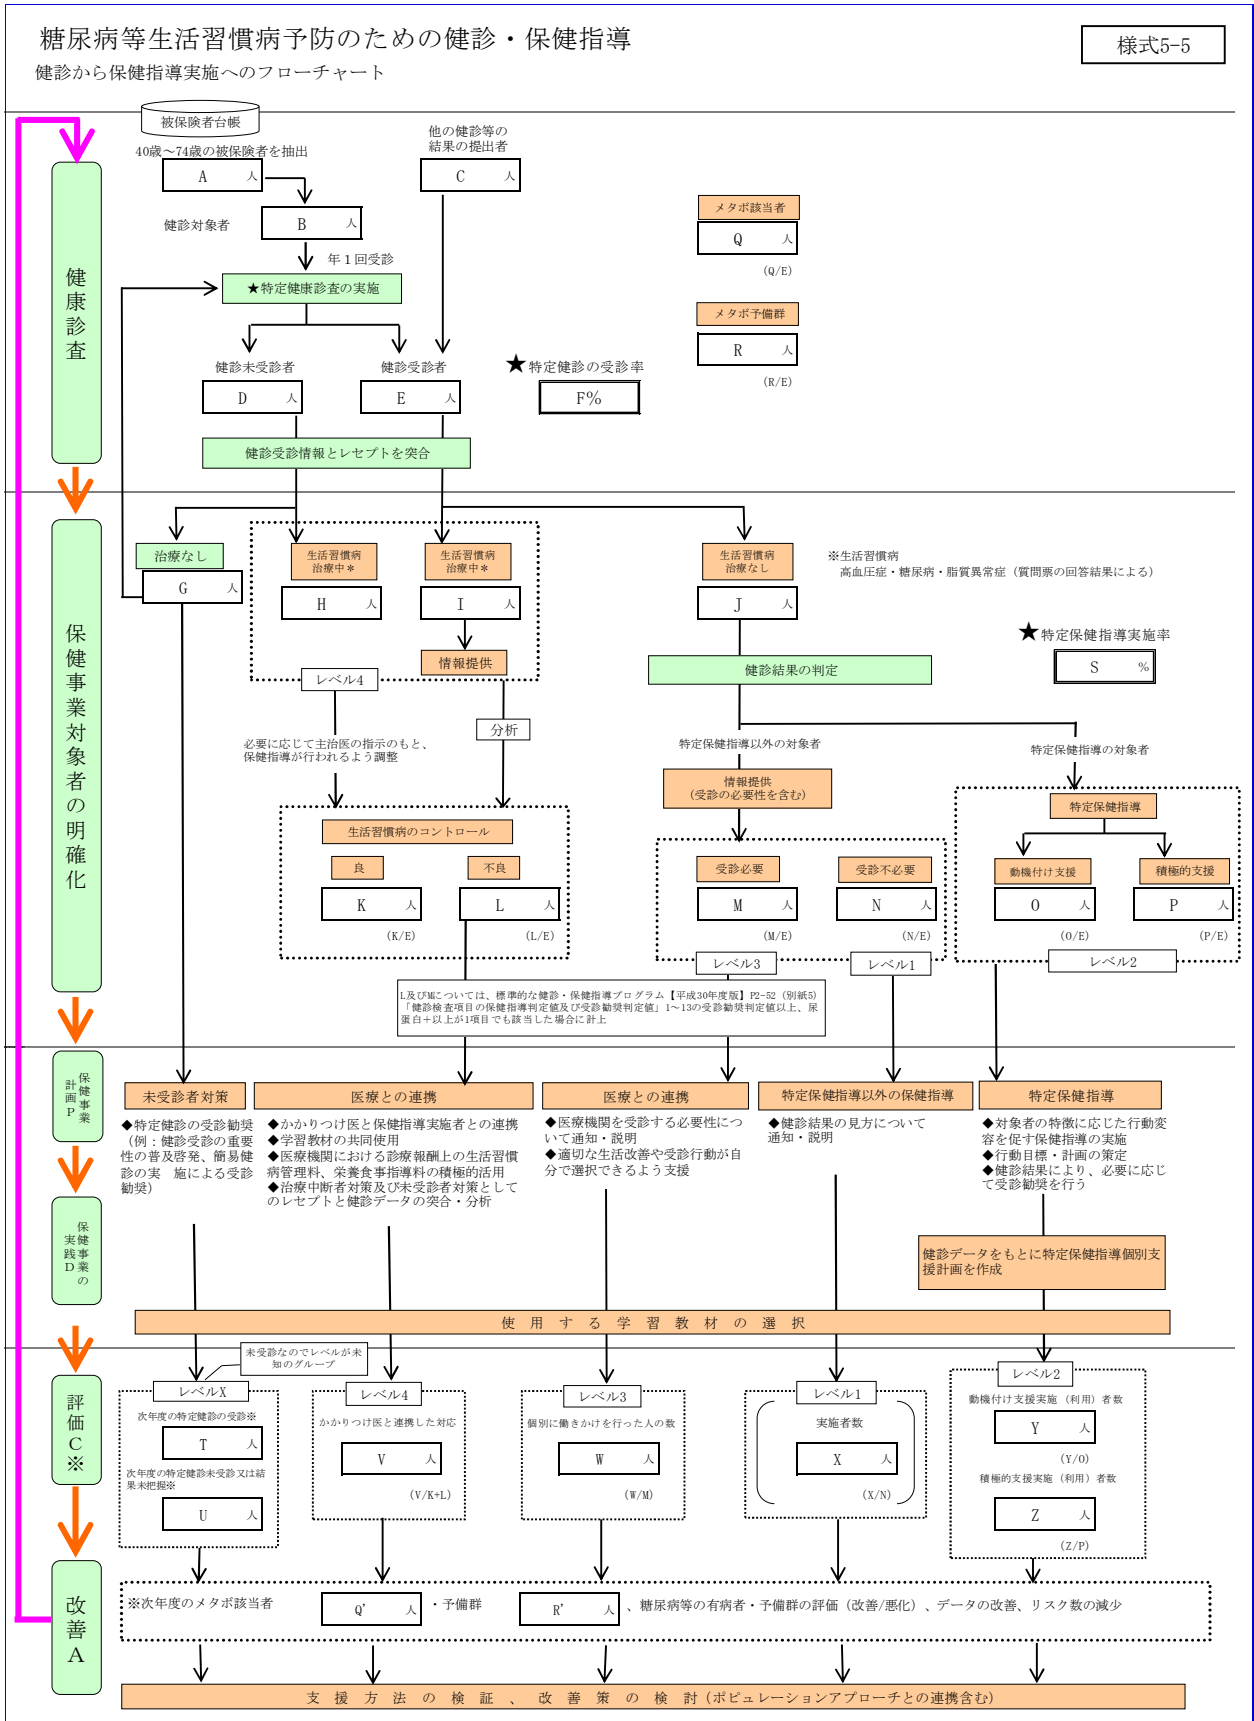 糖尿病等生活習慣病予防のための健診・保健指導
様式5-5
健診から保健指導実施へのフローチャート
被保険者台帳
40歳～74歳の被保険者を抽出
A 人
他の健診等の
結果の提出者
C 人
健診対象者
B 人
年１回受診
★特定健康診査の実施
メタボ該当者
Q 人
(Q/E)
メタボ予備群
R 人
(R/E)
健康診査
健診未受診者
D 人
健診受診者
E 人
★特定健診の受診率
F%
健診受診情報とレセプトを突合
保健事業対象者の明確化
治療なし
G 人
生活習慣病
治療中＊
H 人
生活習慣病
治療中＊
I 人
情報提供
レベル4
生活習慣病
治療なし
J 人
※生活習慣病
高血圧症・糖尿病・脂質異常症（質問票の回答結果による）
★特定保健指導実施率
S %
健診結果の判定
分析
必要に応じて主治医の指示のもと、
保健指導が行われるよう調整
特定保健指導以外の対象者
特定保健指導の対象者
情報提供
（受診の必要性を含む）
特定保健指導
生活習慣病のコントロール
良
不良
K 人
(K/E)
L 人
(L/E)
受診必要
M 人
(M/E)
受診不必要
N 人
(N/E)
動機付け支援
O 人
(O/E)
積極的支援
P 人
(P/E)
レベル3
レベル1
レベル2
L及びMについては、標準的な健診・保健指導プログラム【平成30年度版】P2-52（別紙5）
「健診検査項目の保健指導判定値及び受診勧奨判定値」1～13の受診勧奨判定値以上、尿
蛋白＋以上が1項目でも該当した場合に計上
保健事業
計画P
未受診者対策
◆特定健診の受診勧奨
（例：健診受診の重要
性の普及啓発、簡易健
診の実　施による受診
勧奨）
医療との連携
◆かかりつけ医と保健指導実施者との連携
◆学習教材の共同使用
◆医療機関における診療報酬上の生活習慣
病管理料、栄養食事指導料の積極的活用
◆治療中断者対策及び未受診者対策として
のレセプトと健診データの突合・分析
医療との連携
◆医療機関を受診する必要性につ
いて通知・説明
◆適切な生活改善や受診行動が自
分で選択できるよう支援
特定保健指導以外の保健指導
◆健診結果の見方について
通知・説明
特定保健指導
◆対象者の特徴に応じた行動変
容を促す保健指導の実施
◆行動目標・計画の策定
◆健診結果により、必要に応じ
て受診勧奨を行う
保健事業の
実践D
健診データをもとに特定保健指導個別支
援計画を作成
使用する学習教材の選択
未受診なのでレベルが未
知のグループ
評価C※
レベルX
次年度の特定健診の受診※
T 人
次年度の特定健診未受診又は結
果未把握※
U 人
レベル4
かかりつけ医と連携した対応
V 人
(V/K+L)
レベル3
個別に働きかけを行った人の数
W 人
(W/M)
レベル1
実施者数
X 人
(X/N)
レベル2
動機付け支援実施（利用）者数
Y 人
(Y/O)
積極的支援実施（利用）者数
Z 人
(Z/P)
改善A
※次年度のメタボ該当者 Q' 人 ・予備群 R' 人 、糖尿病等の有病者・予備群の評価（改善/悪化）、データの改善、リスク数の減少
支援方法の検証、改善策の検討(ポピュレーションアプローチとの連携含む)